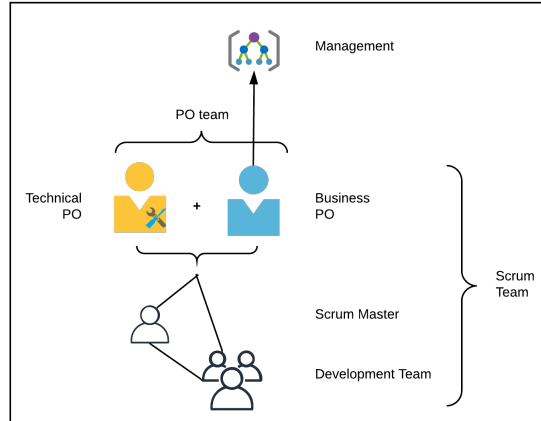 Management
PO team
Technical
PO
+
Business
PO
Scrum
Team
Scrum Master
Development Team